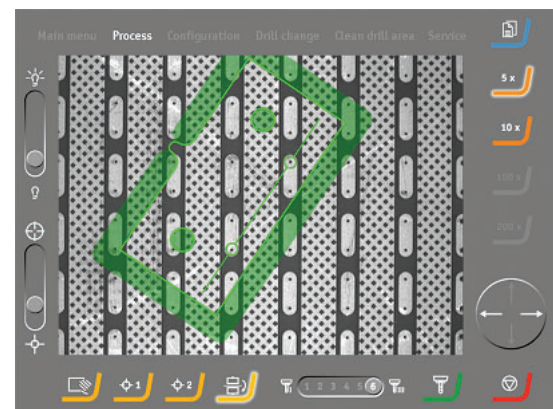 Main menu Process Configuration Drill change Clean drill area Service
5 x
10 x
100 x
200 x
1 2
1 2 3 4 5 6